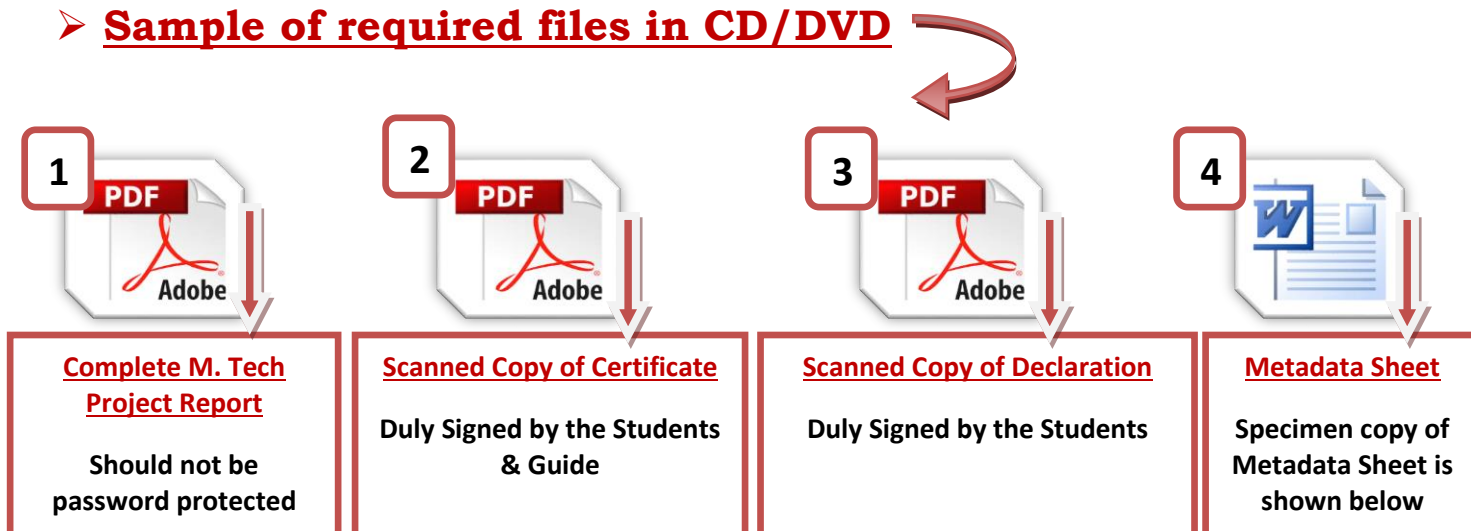 ➢ Sample of required files in CD/DVD
1
PDF
Adobe
Complete M. Tech
Project Report
Should not be
password protected
2
PDF
Adobe
Scanned Copy of Certificate
Duly Signed by the Students
& Guide
3
PDF
Adobe
Scanned Copy of Declaration
Duly Signed by the Students
4
W
Metadata Sheet
Specimen copy of
Metadata Sheet is
shown below